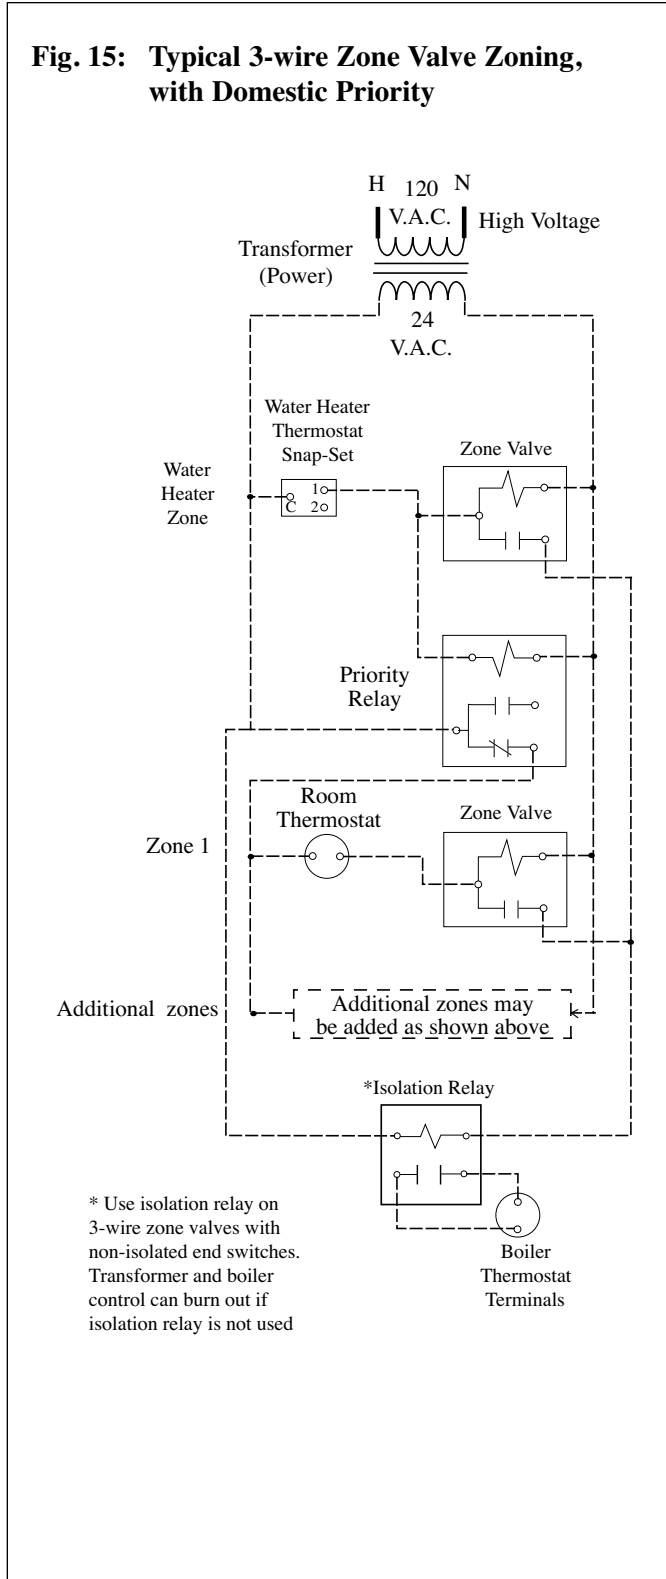 Fig. 15: Typical 3-wire Zone Valve Zoning,
with Domestic Priority
H 120 N
V.A.C. High Voltage
Transformer
(Power)
24
V.A.C.
Water Heater
Thermostat
Snap-Set
Zone Valve
Water
Heater
Zone
1
C 2
Priority
Relay
Room
Thermostat
Zone Valve
Zone 1
Additional zones
Additional zones may
be added as shown above
*Isolation Relay
* Use isolation relay on
3-wire zone valves with
non-isolated end switches.
Transformer and boiler
control can burn out if
isolation relay is not used
Boiler
Thermostat
Terminals